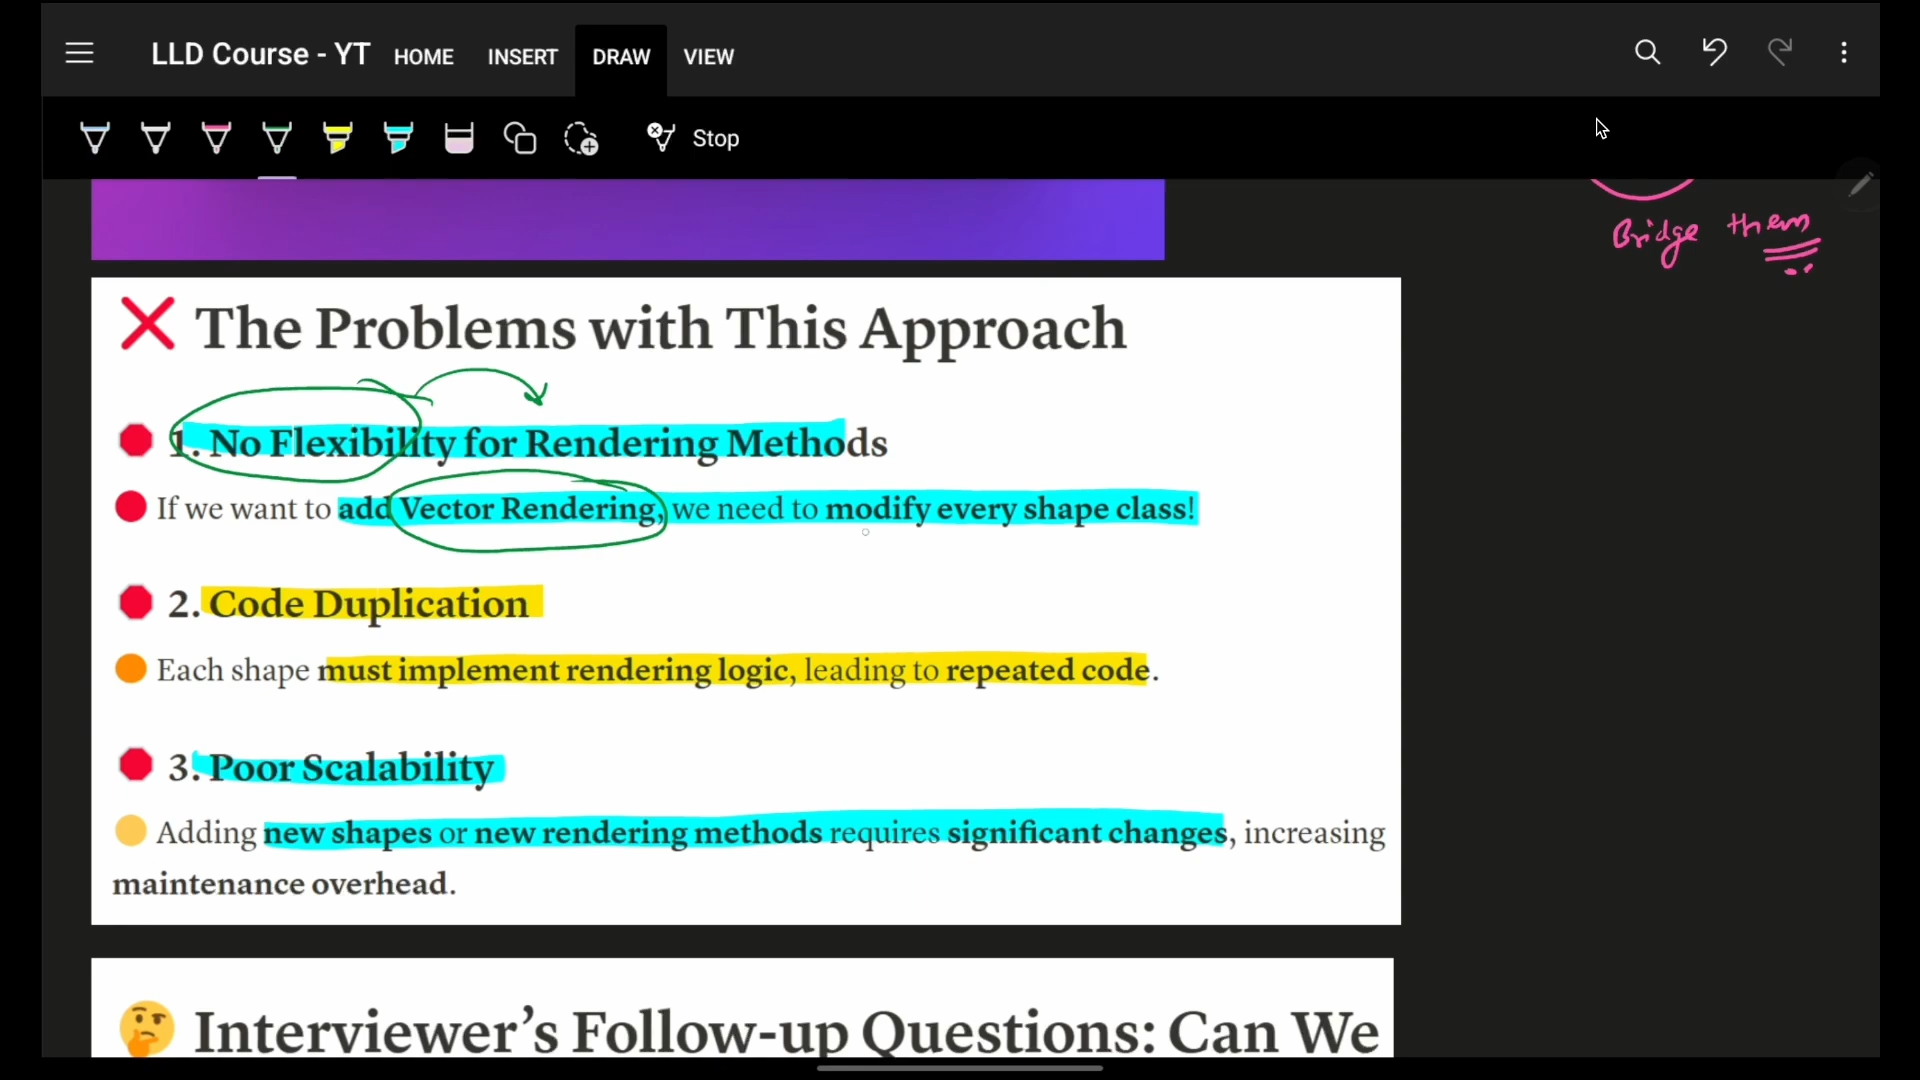 LLD Course - YT HOME INSERT DRAW VIEW
Stop
Bridge them
The Problems with This Approach
1. No Flexibility for Rendering Methods
If we want to add Vector Rendering, we need to modify every shape class!
2. Code Duplication
Each shape must implement rendering logic, leading to repeated code.
3. Poor Scalability
Adding new shapes or new rendering methods requires significant changes, increasing
maintenance overhead.
Interviewer’s Follow-up Questions: Can We